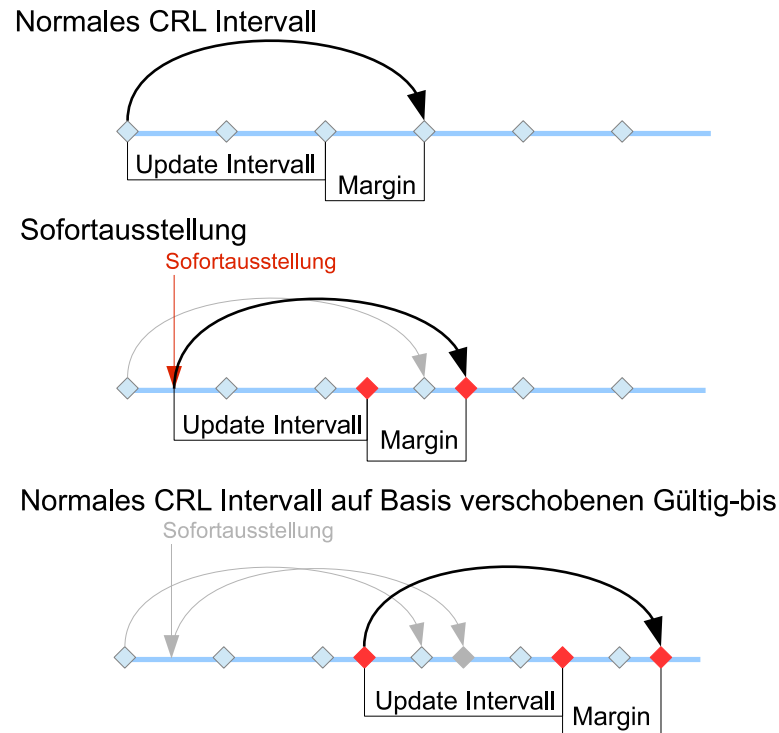 Normales CRL Intervall
Update Intervall
Margin
Sofortausstellung
Sofortausstellung
Update Intervall
Margin
Normales CRL Intervall auf Basis verschobenen Gültig-bis
Sofortausstellung
Update Intervall
Margin